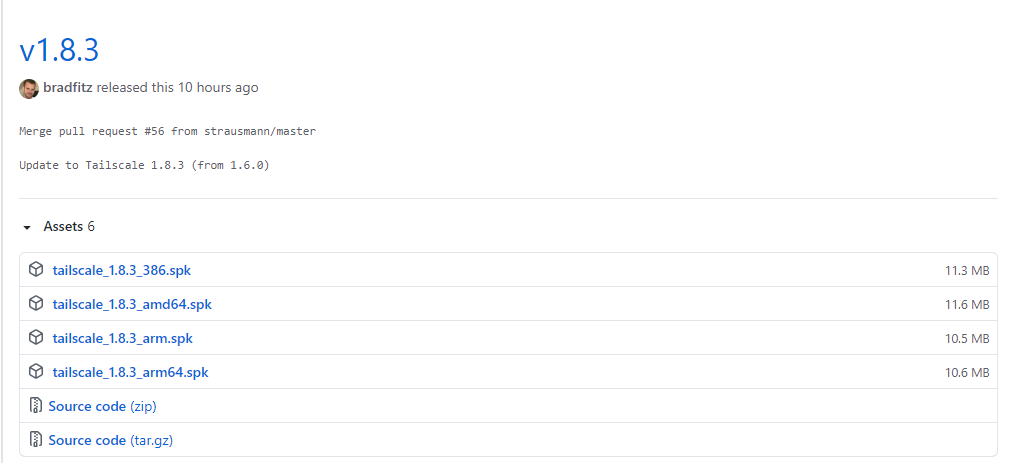 v1.8.3
bradfitz released this 10 hours ago
Merge pull request #56 from strausmann/master
Update to Tailscale 1.8.3 (from 1.6.0)
Assets 6
tailscale_1.8.3_386.spk 11.3 MB
tailscale_1.8.3_amd64.spk 11.6 MB
tailscale_1.8.3_arm.spk 10.5 MB
tailscale_1.8.3_arm64.spk 10.6 MB
Source code (zip)
Source code (tar.gz)